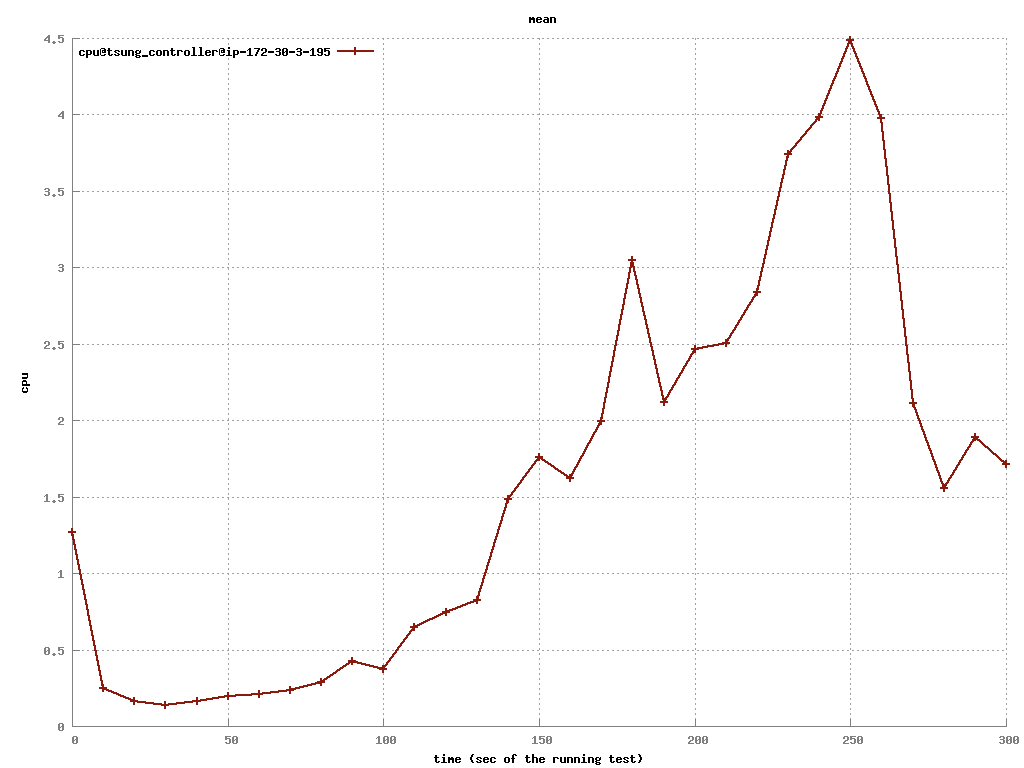 mean
cpu@tsung_controller@ip-172-30-3-195
4.5
4
3.5
3
2.5
2
1.5
1
0.5
0
cpu
0 50 100 150 200 250 300
time (sec of the running test)